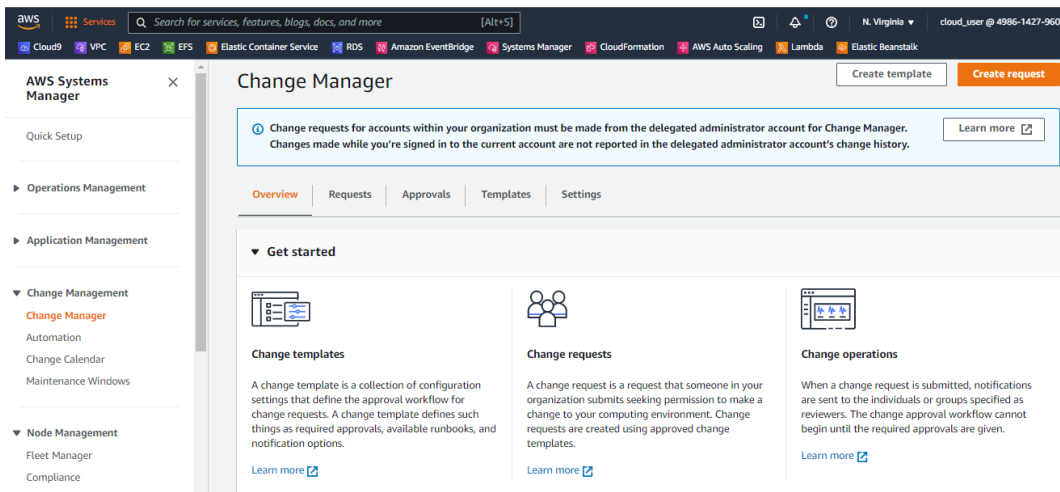 aws
Services
Search for services, features, blogs, docs, and more
[Alt+S]
N. Virginia
cloud_user @ 4986-1427-960
Cloud9
VPC
EC2
EFS
Elastic Container Service
RDS
Amazon EventBridge
Systems Manager
CloudFormation
AWS Auto Scaling
Lambda
Elastic Beanstalk
AWS Systems
Manager
Quick Setup
Operations Management
Application Management
Change Management
Change Manager
Automation
Change Calendar
Maintenance Windows
Node Management
Fleet Manager
Compliance
Change Manager
Create template
Create request
Change requests for accounts within your organization must be made from the delegated administrator account for Change Manager.
Changes made while you're signed in to the current account are not reported in the delegated administrator account's change history.
Learn more
Overview
Requests
Approvals
Templates
Settings
Get started
Change templates
A change template is a collection of configuration
settings that define the approval workflow for
change requests. A change template defines such
things as required approvals, available runbooks, and
notification options.
Learn more
Change requests
A change request is a request that someone in your
organization submits seeking permission to make a
change to your computing environment. Change
requests are created using approved change
templates.
Learn more
Change operations
When a change request is submitted, notifications
are sent to the individuals or groups specified as
reviewers. The change approval workflow cannot
begin until the required approvals are given.
Learn more